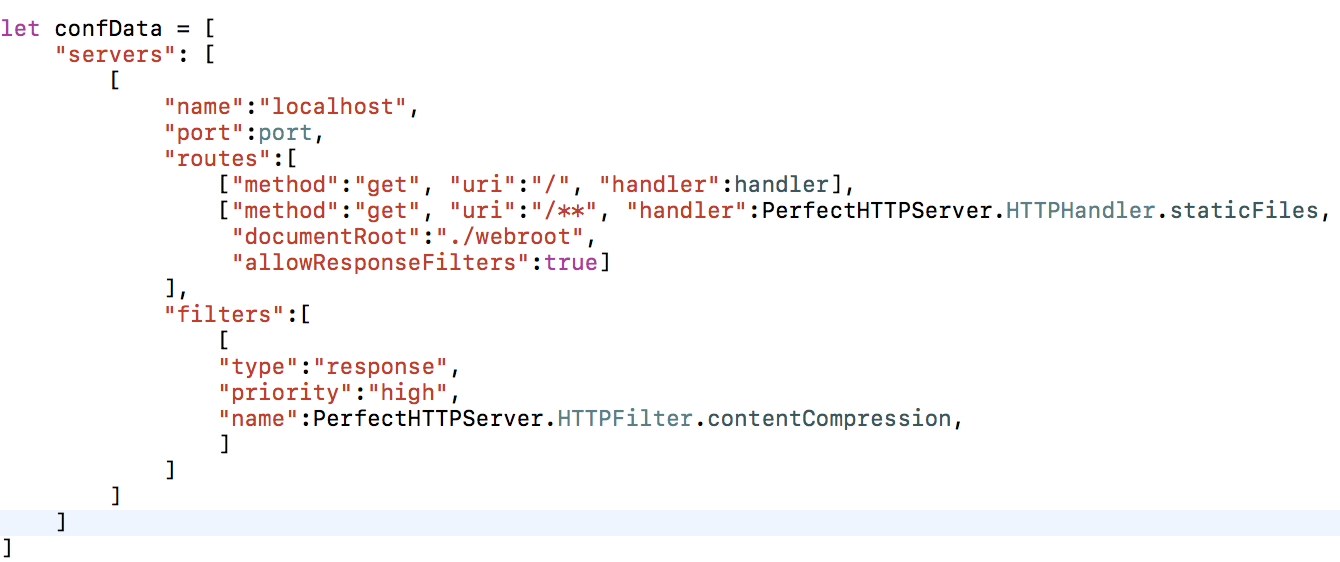 let confData = [
    "servers": [
        [
            "name":"localhost",
            "port":port,
            "routes":[
                ["method":"get", "uri":"/", "handler":handler],
                ["method":"get", "uri":"/**", "handler":PerfectHTTPServer.HTTPHandler.staticFiles,
                 "documentRoot":"./webroot",
                 "allowResponseFilters":true]
            ],
            "filters":[
                [
                "type":"response",
                "priority":"high",
                "name":PerfectHTTPServer.HTTPFilter.contentCompression,
                ]
            ]
        ]
    ]
]